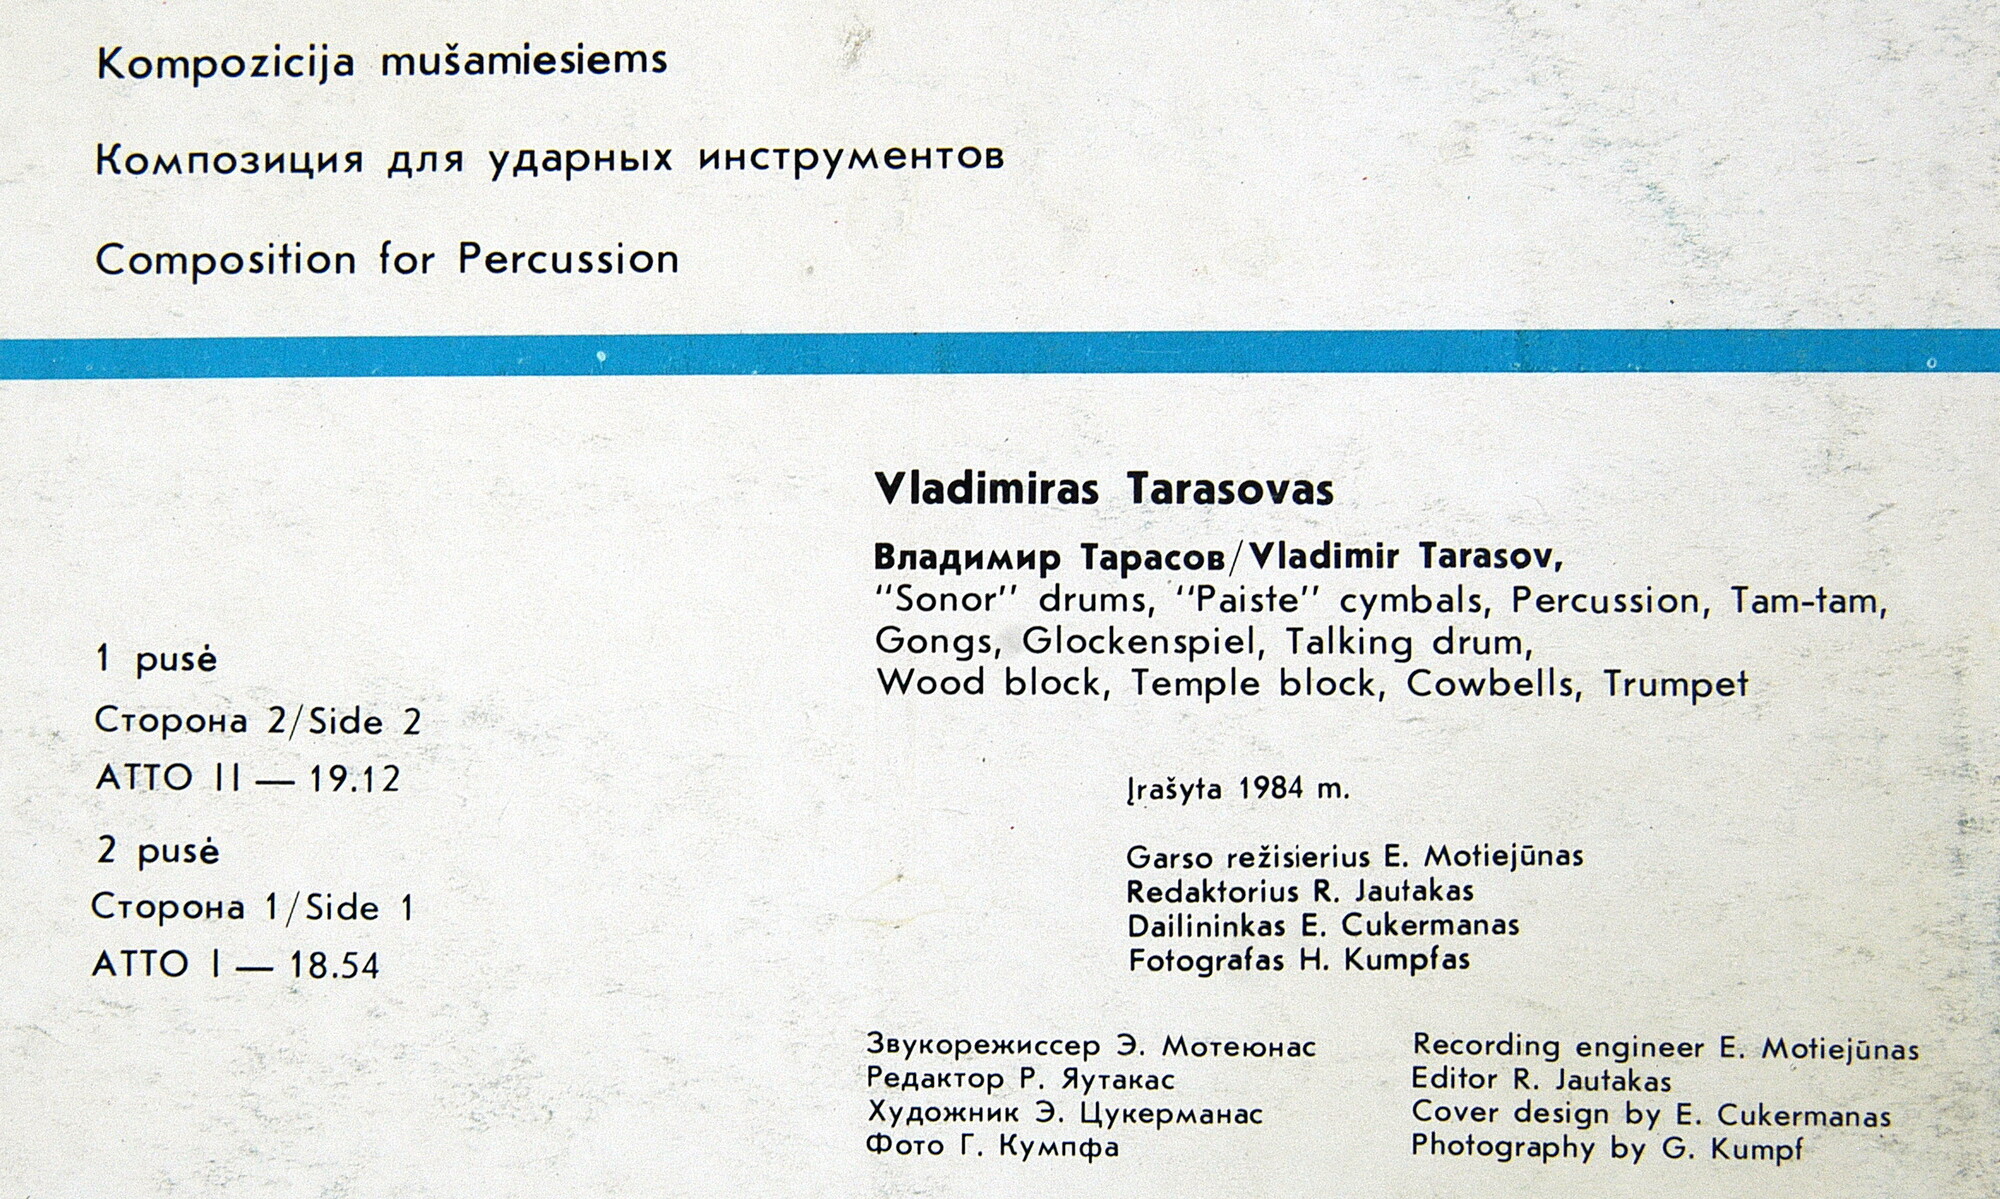 Kompozicija mušamiesiems
Композиция для ударных инструментов
Composition for Percussion
Vladimiras Tarasovas
Владимир Тарасов/Vladimir Tarasov,
"Sonor" drums, "Paiste" cymbals, Percussion, Tam-tam,
Gongs, Glockenspiel, Talking drum,
Wood block, Temple block, Cowbells, Trumpet
1 pusė
Сторона 2/Side 2
ATTO II — 19.12
2 pusė
Сторона 1/Side 1
ATTO I — 18.54
Įrašyta 1984 m.
Garso režisierius E. Motiejūnas
Redaktorius R. Jautakas
Dailininkas E. Cukermanas
Fotografas H. Kumpfas
Звукорежиссер Э. Мотеюнас
Редактор Р. Яутакас
Художник Э. Цукерманас
Фото Г. Кумпфа
Recording engineer E. Motiejūnas
Editor R. Jautakas
Cover design by E. Cukermanas
Photography by G. Kumpf